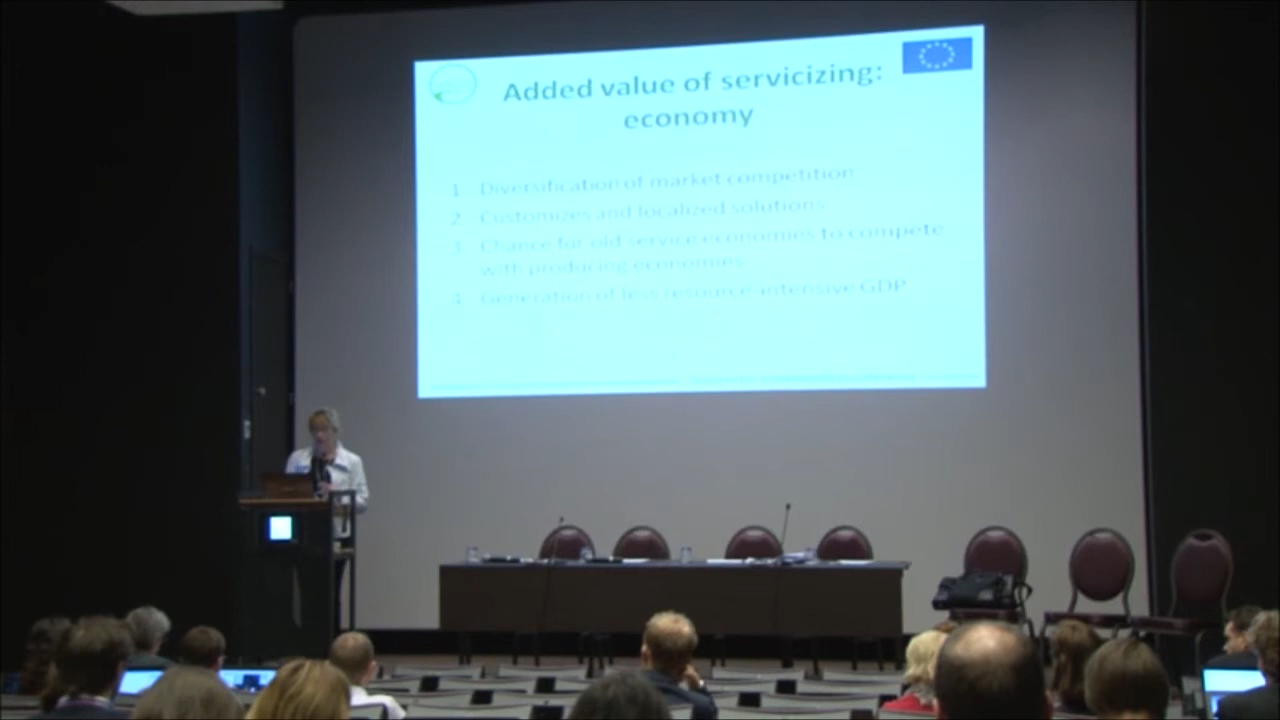 Added value of servicizing:
economy
1 Diversification of market competition
2 Customizes and localized solutions
3 Chance for old service economies to compete
with producing economies
4 Generation of less resource-intensive GDP